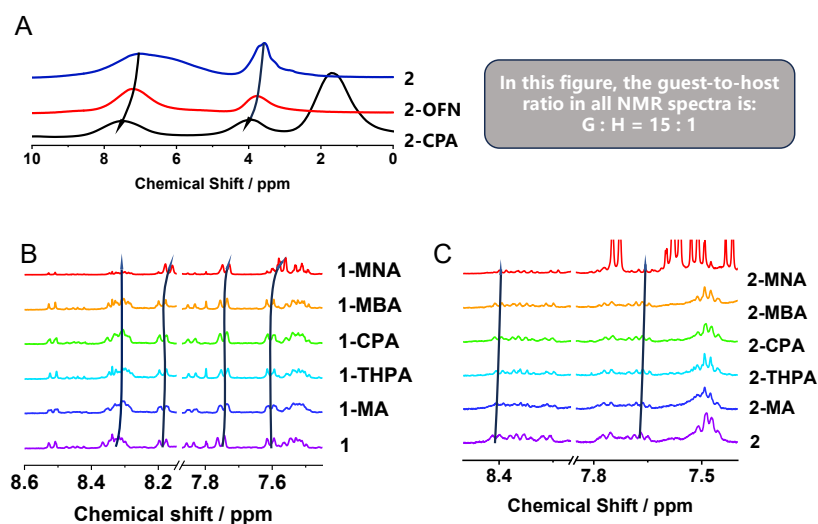 A
2
2-OFN
2-CPA
10 8 6 4 2 0
Chemical Shift / ppm
In this figure, the guest-to-host
ratio in all NMR spectra is:
G : H = 15 : 1
B
1-MNA
1-MBA
1-CPA
1-THPA
1-MA
1
8.6 8.4 8.2 7.8 7.6
Chemical shift / ppm
C
2-MNA
2-MBA
2-CPA
2-THPA
2-MA
2
8.4 7.8 7.5
Chemical Shift / ppm